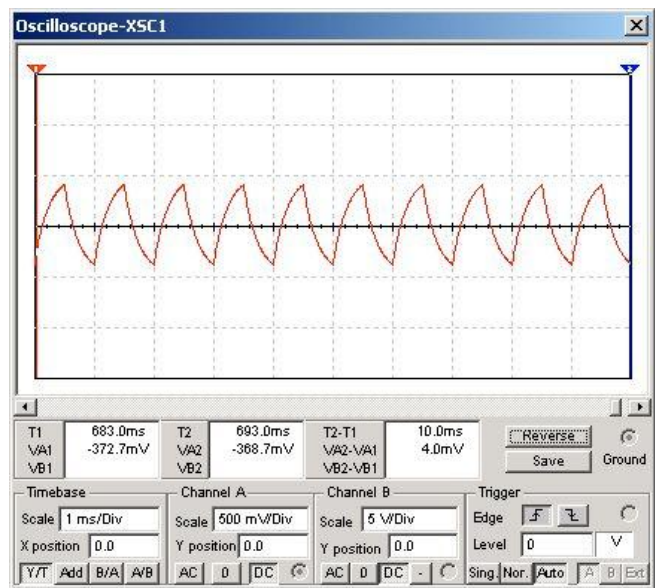 Oscilloscope-XSC1
1 2
T1 683.0ms T2 693.0ms T2-T1 10.0ms Reverse
VA1 -372.7mV VA2 -368.7mV VA2-VA1 4.0mV
VB1 VB2 VB2-VB1 Save Ground
Timebase Channel A Channel B Trigger
Scale 1 ms/Div Scale 500 mV/Div Scale 5 V/Div Edge
X position 0.0 Y position 0.0 Y position 0.0 Level 0 V
Y/T Add B/A A/B AC 0 DC AC 0 DC - Sing. Nor. Auto A B Ext